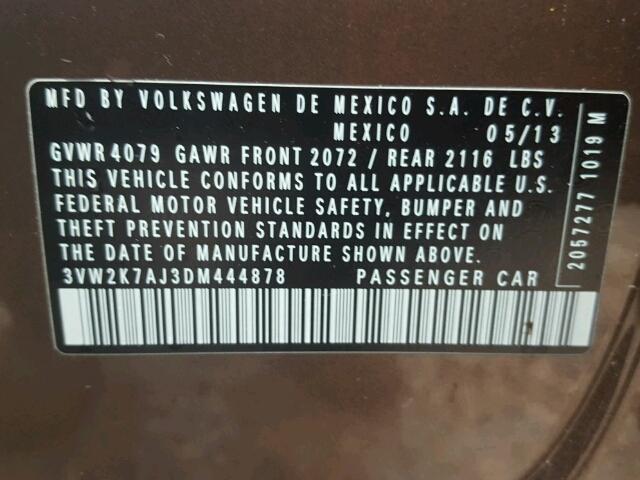 MFD BY VOLKSWAGEN DE MEXICO S.A. DE C.V.
MEXICO 05/13
GVWR 4079 GAWR FRONT 2072 / REAR 2116 LBS
THIS VEHICLE CONFORMS TO ALL APPLICABLE U.S.
FEDERAL MOTOR VEHICLE SAFETY, BUMPER AND
THEFT PREVENTION STANDARDS IN EFFECT ON
THE DATE OF MANUFACTURE SHOWN ABOVE.
3VW2K7AJ3DM444878 PASSENGER CAR
2057277 1019 M